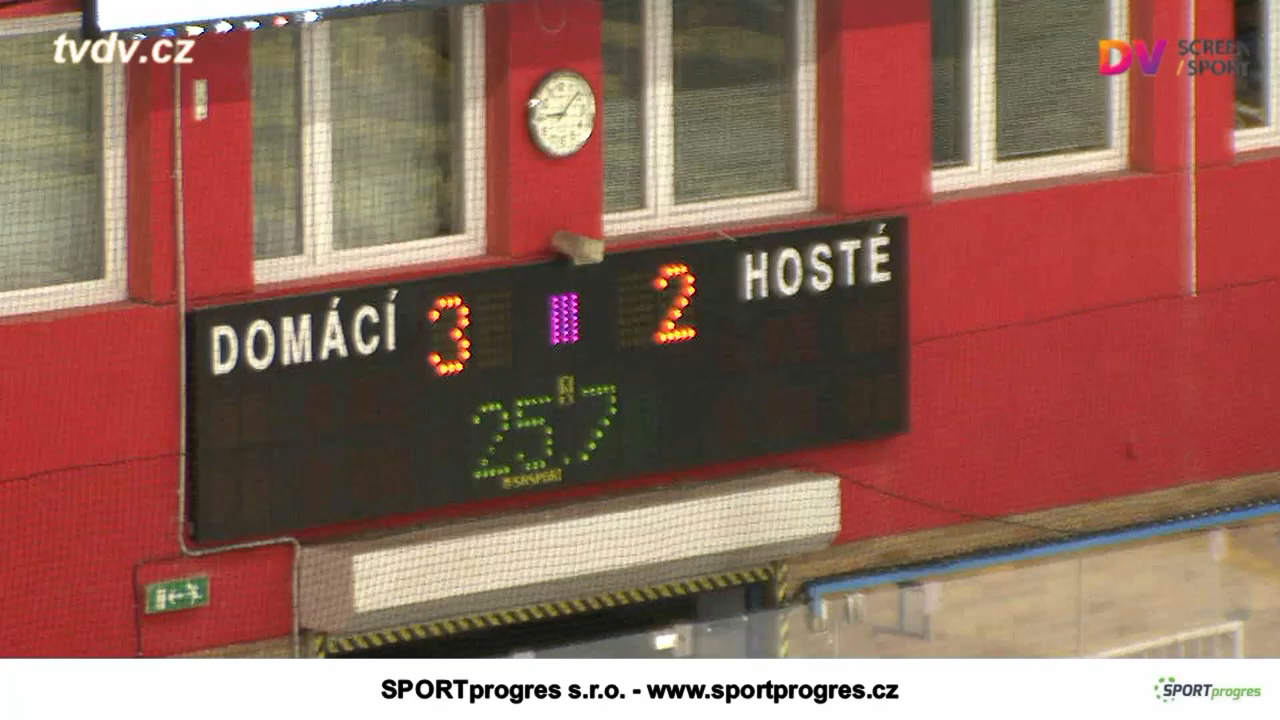 tvdv.cz
DV SCREEN
/SPORT
DOMÁCÍ 3 2 HOSTÉ
25.7
SPORTprogres s.r.o. - www.sportprogres.cz
SPORTprogres